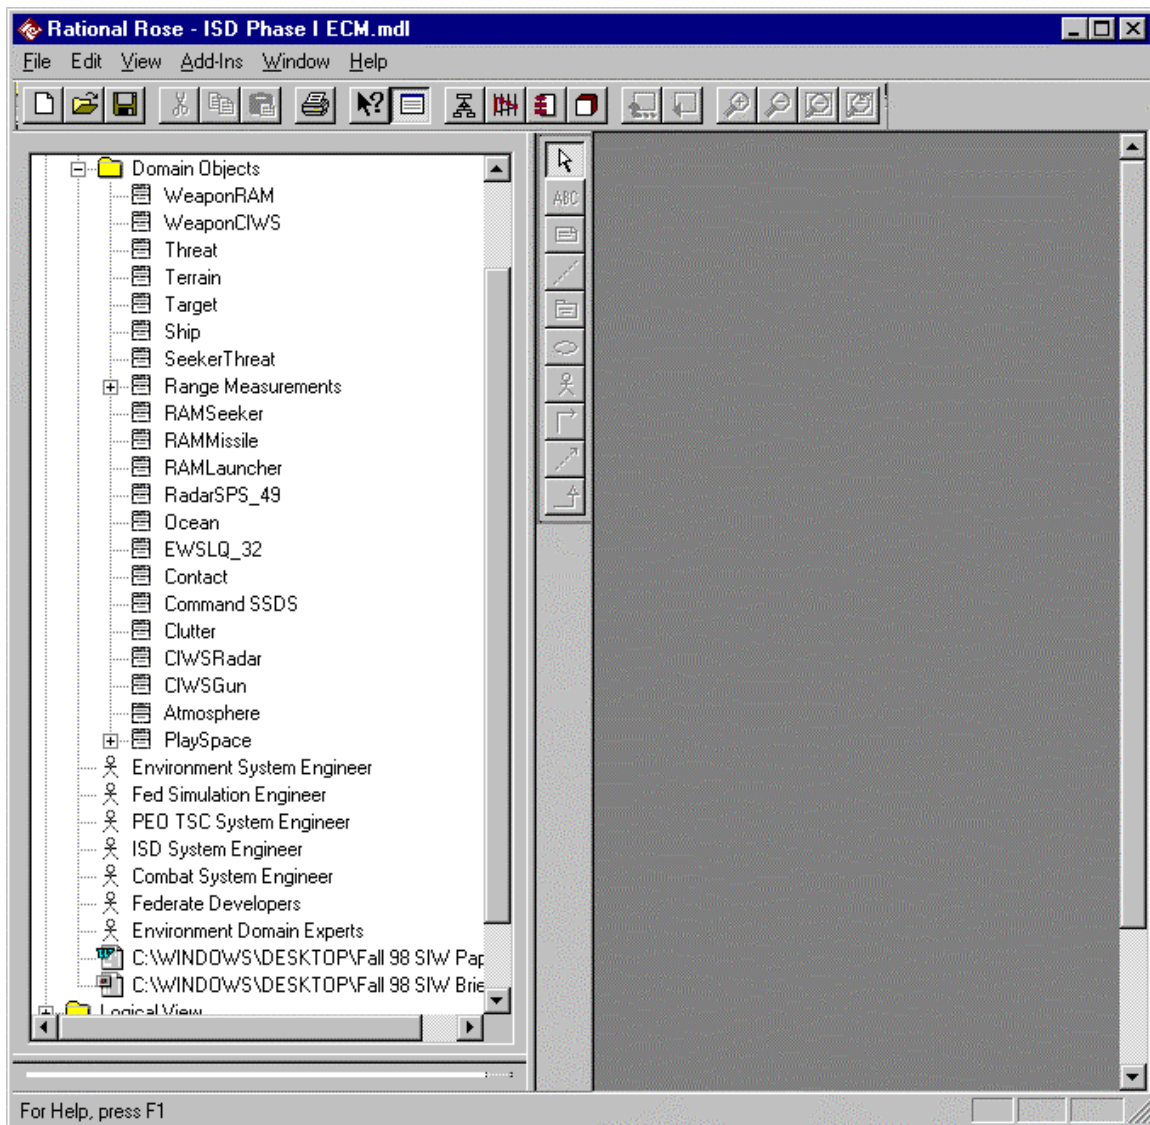 Rational Rose - ISD Phase I ECM.mdl
File Edit View Add-Ins Window Help
Domain Objects
WeaponRAM
WeaponCIWS
ABC
Threat
Terrain
Target
Ship
SeekerThreat
Range Measurements
RAMSeeker
RAMMissile
RAMLauncher
RadarSPS_49
Ocean
EWSLQ_32
Contact
Command SSDS
Clutter
CIWSRadar
CIWSGun
Atmosphere
PlaySpace
Environment System Engineer
Fed Simulation Engineer
PEO TSC System Engineer
ISD System Engineer
Combat System Engineer
Federate Developers
Environment Domain Experts
C:\WINDOWS\DESKTOP\Fall 98 SIW Pap
C:\WINDOWS\DESKTOP\Fall 98 SIW Brie
Logical View
For Help, press F1